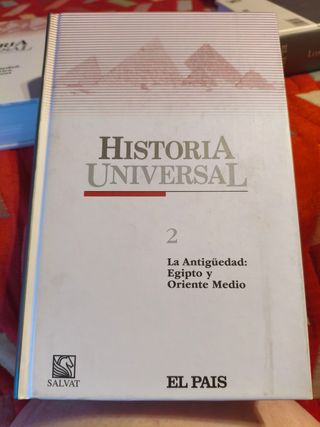 HISTORIA
UNIVERSAL
2
La Antigüedad:
Egipto y
Oriente Medio
SALVAT
EL PAIS